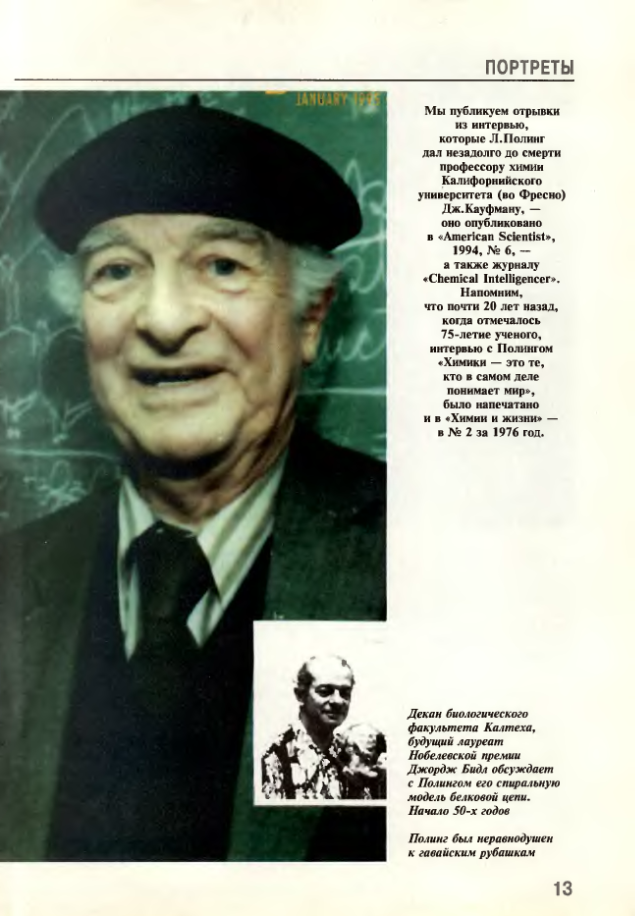 ПОРТРЕТЫ
JANUARY 1995
Мы публикуем отрывки
из интервью,
которые Л.Полинг
дал незадолго до смерти
профессору химии
Калифорнийского
университета (во Фресно)
Дж.Кауфману, —
оно опубликовано
в «American Scientist»,
1994, № 6, —
а также журналу
«Chemical Intelligencer».
Напомним,
что почти 20 лет назад,
когда отмечалось
75-летие ученого,
интервью с Полингом
«Химики — это те,
кто в самом деле
понимает мир»,
было напечатано
и в «Химии и жизни» —
в № 2 за 1976 год.
Декан биологического
факультета Калтеха,
будущий лауреат
Нобелевской премии
Джордж Бидл обсуждает
с Полингом его спиральную
модель белковой цепи.
Начало 50-х годов
Полинг был неравнодушен
к гавайским рубашкам
13